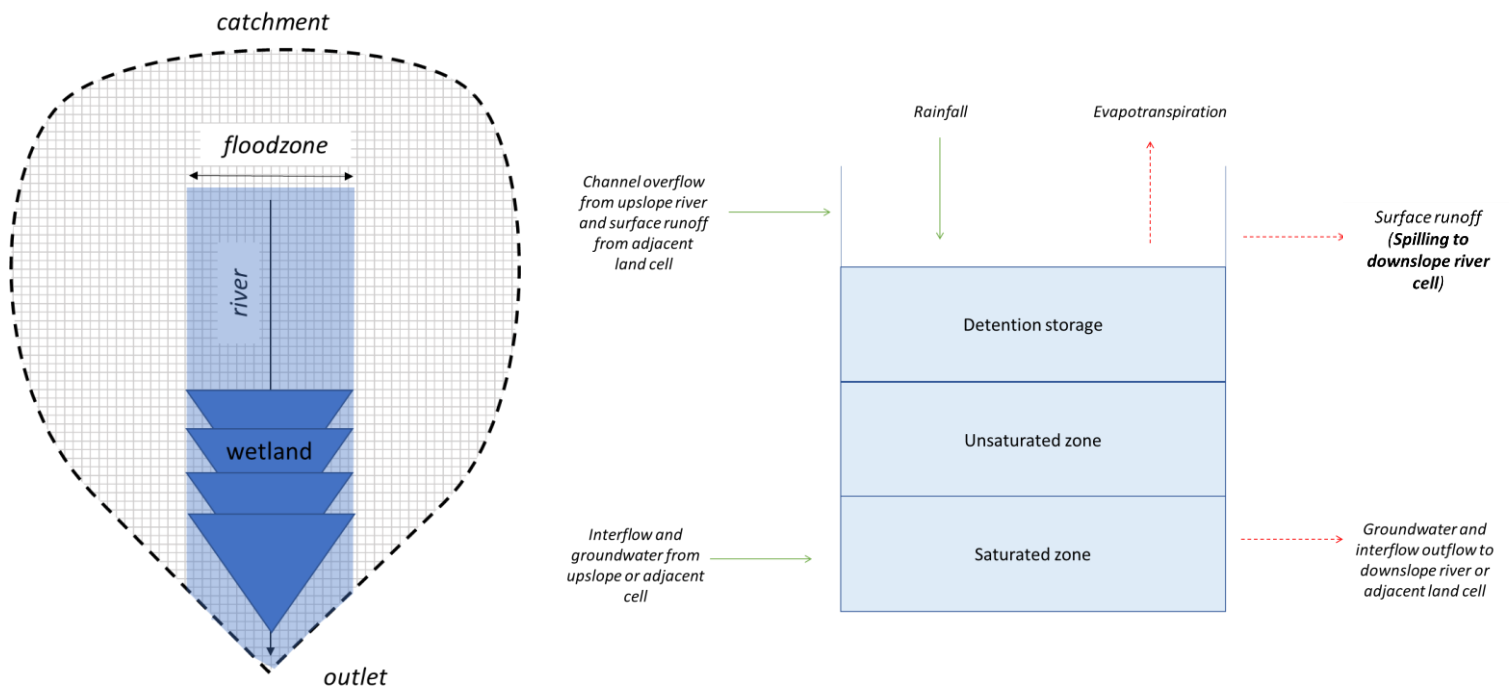 catchment
floodzone
river
wetland
outlet
Rainfall
Evapotranspiration
Channel overflow
from upslope river
and surface runoff
from adjacent
land cell
Surface runoff
(Spilling to
downslope river
cell)
Detention storage
Unsaturated zone
Saturated zone
Interflow and
groundwater from
upslope or adjacent
cell
Groundwater and
interflow outflow to
downslope river or
adjacent land cell